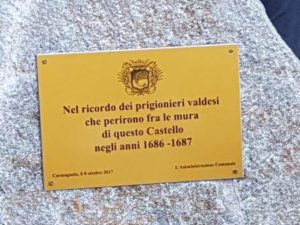 Nel ricordo dei prigionieri valdesi
che perirono fra le mura
di questo Castello
negli anni 1686 -1687
Carmagnola, li 8 ottobre 2017
L'Amministrazione Comunale